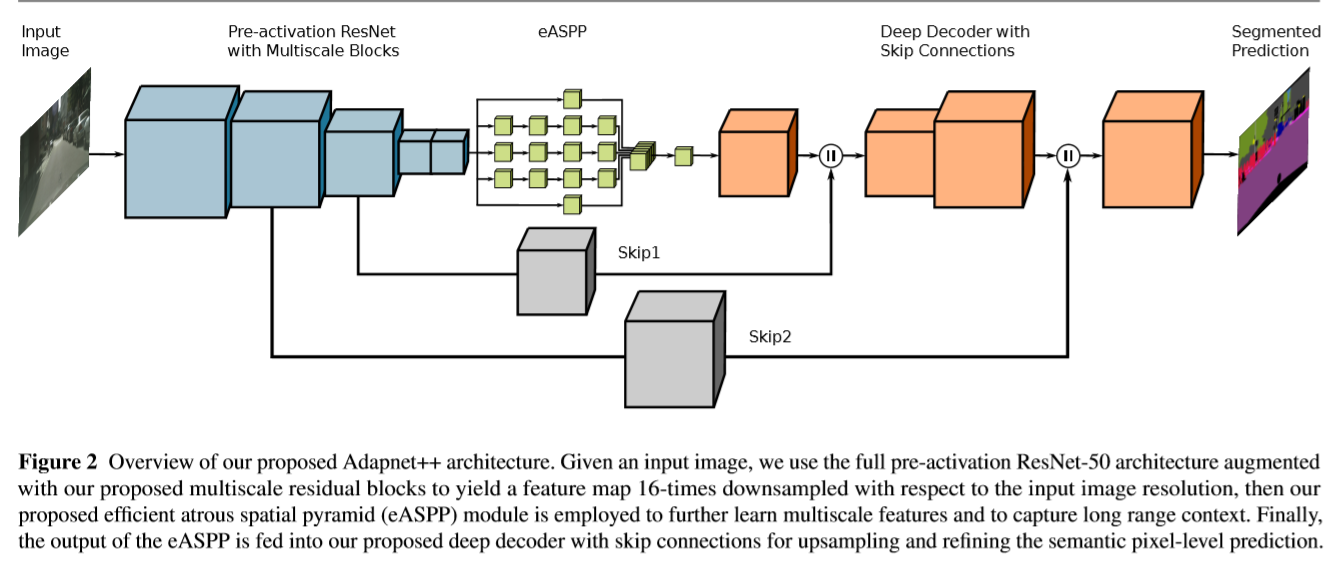 Input
Image
Pre-activation ResNet
with Multiscale Blocks
eASPP
Deep Decoder with
Skip Connections
Segmented
Prediction
Skip1
Skip2
Figure 2 Overview of our proposed Adapnet++ architecture. Given an input image, we use the full pre-activation ResNet-50 architecture augmented
with our proposed multiscale residual blocks to yield a feature map 16-times downsampled with respect to the input image resolution, then our
proposed efficient atrous spatial pyramid (eASPP) module is employed to further learn multiscale features and to capture long range context. Finally,
the output of the eASPP is fed into our proposed deep decoder with skip connections for upsampling and refining the semantic pixel-level prediction.